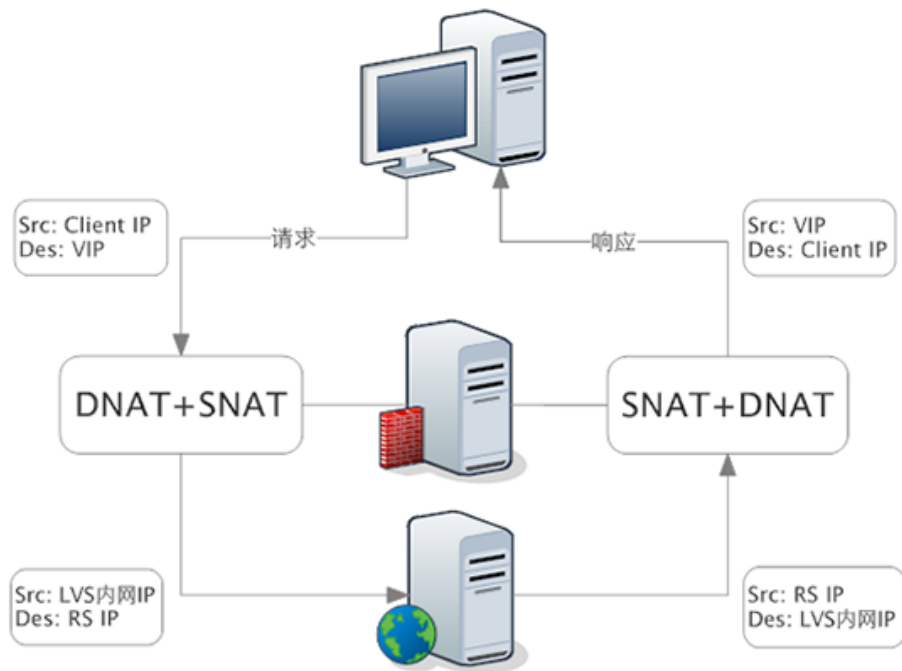 Src: Client IP
Des: VIP
请求
响应
Src: VIP
Des: Client IP
DNAT+SNAT
SNAT+DNAT
Src: LVS内网IP
Des: RS IP
Src: RS IP
Des: LVS内网IP